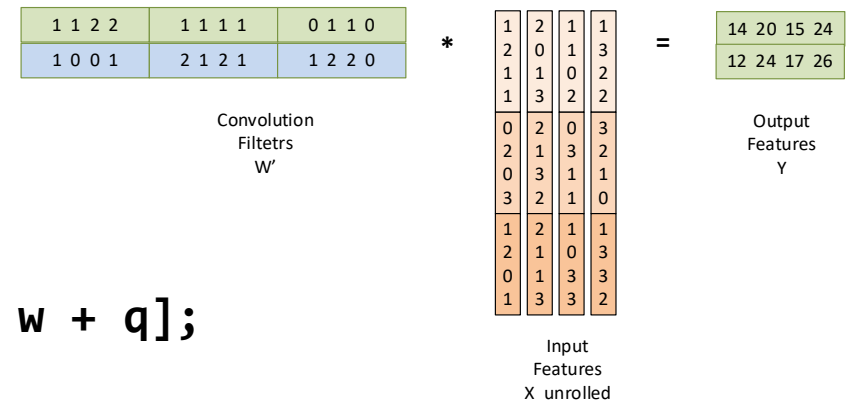 1 1 2 2 1 1 1 1 0 1 1 0
1 0 0 1 2 1 2 1 1 2 2 0
Convolution
Filtetrs
W′
*
1 2 1 1
2 0 1 3
1 1 0 2
1 3 2 2
0 2 0 3
2 1 3 2
0 3 1 1
3 2 1 0
1 2 0 1
2 1 1 3
1 0 3 3
1 3 3 2
Input
Features
X unrolled
=
14 20 15 24
12 24 17 26
Output
Features
Y
w + q];